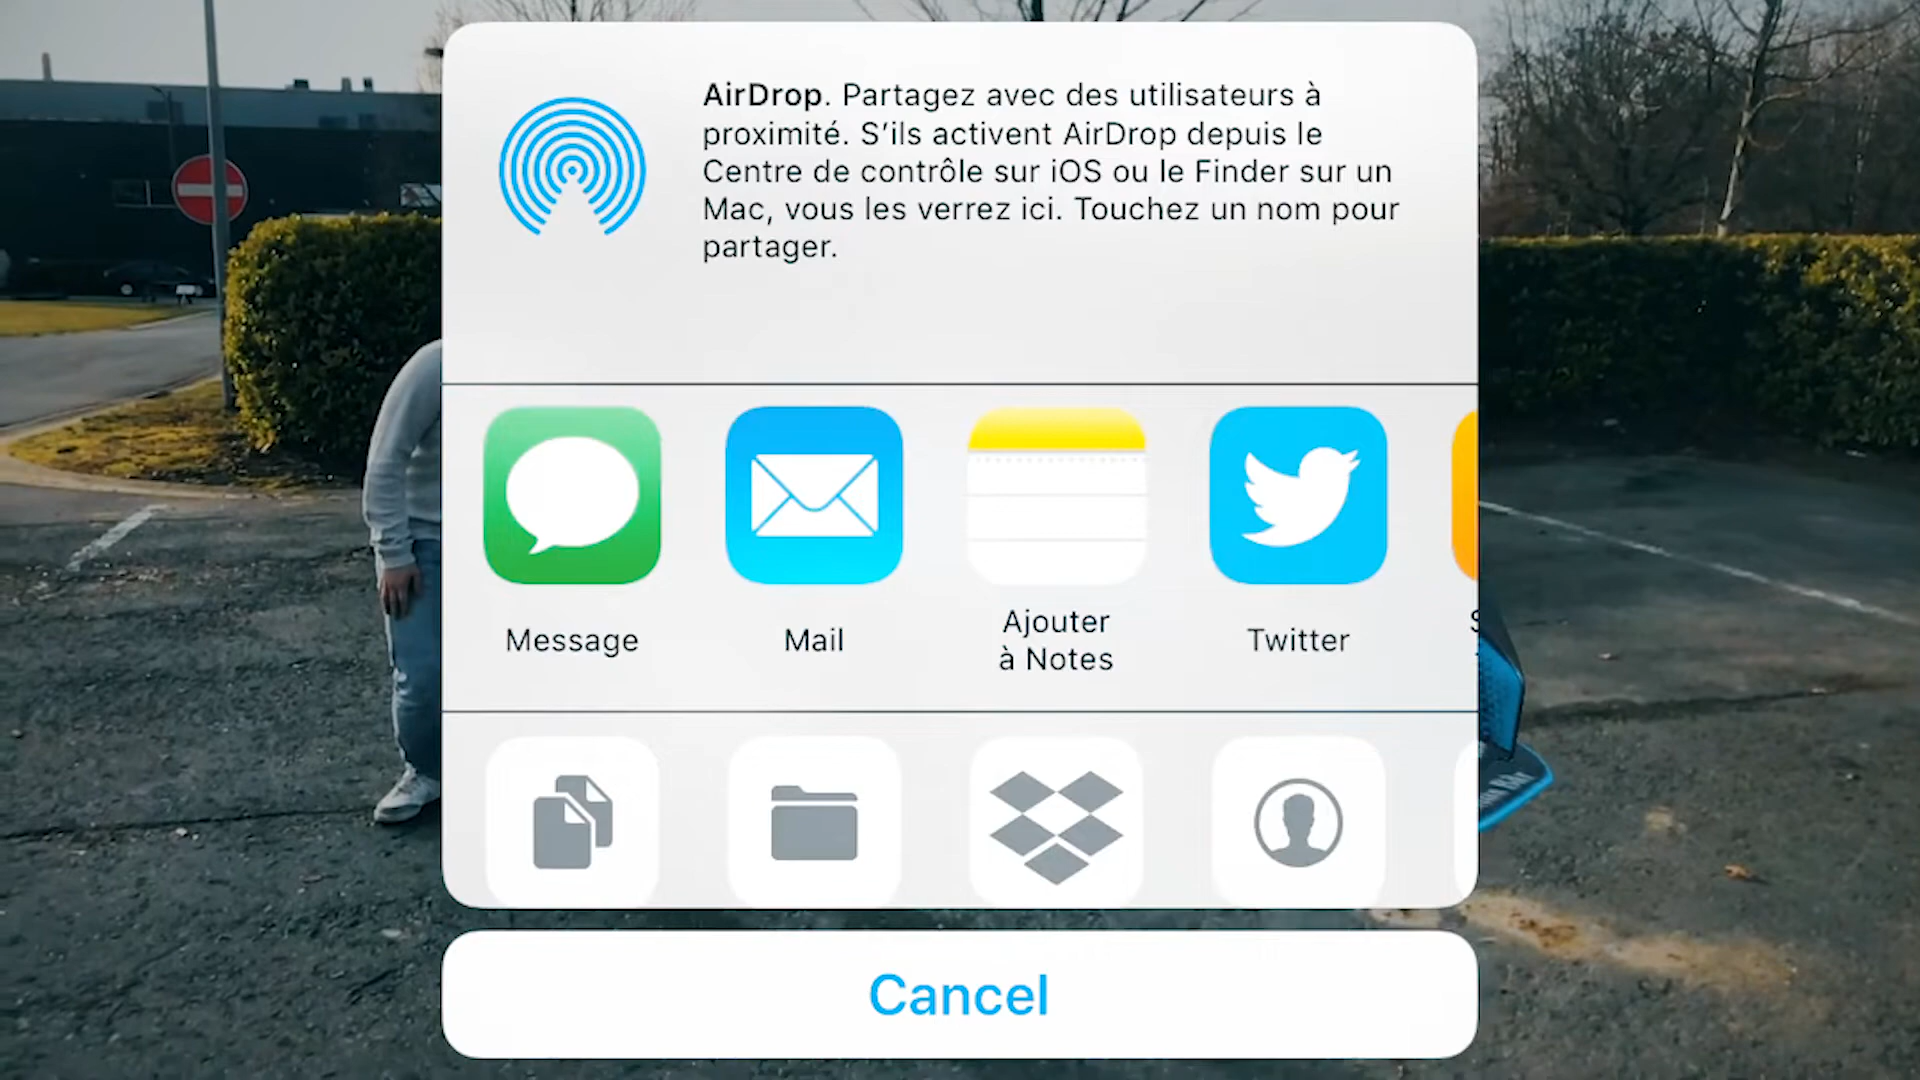 AirDrop. Partagez avec des utilisateurs à
proximité. S’ils activent AirDrop depuis le
Centre de contrôle sur iOS ou le Finder sur un
Mac, vous les verrez ici. Touchez un nom pour
partager.
Message
Mail
Ajouter
à Notes
Twitter
Cancel